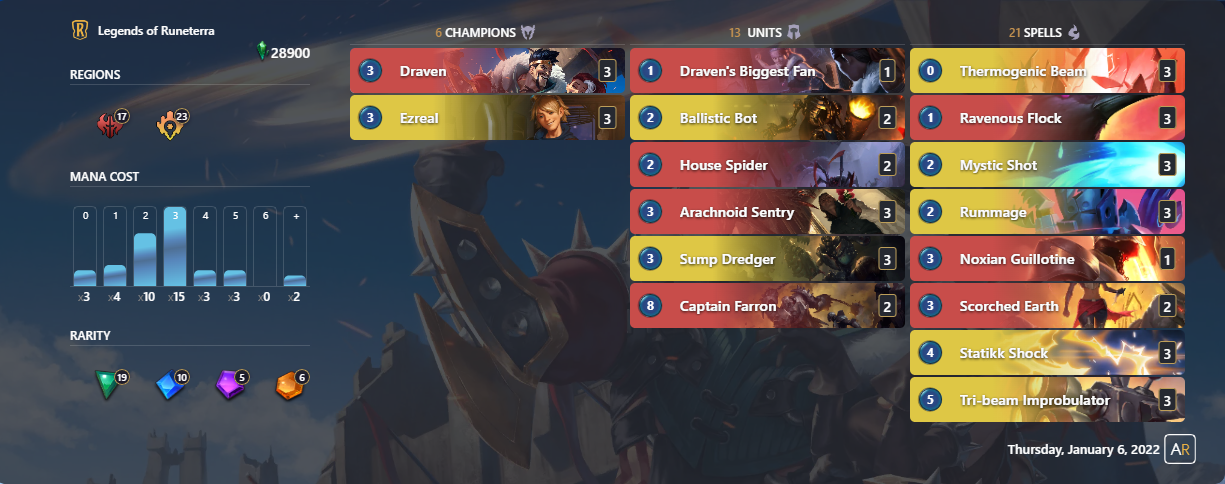 Legends of Runeterra
28900
REGIONS
17 23
MANA COST
0 1 2 3 4 5 6 +
x3 x4 x10 x15 x3 x3 x0 x2
RARITY
19 10 5 6
6 CHAMPIONS
3 Draven 3
3 Ezreal 3
13 UNITS
1 Draven's Biggest Fan 1
2 Ballistic Bot 2
2 House Spider 2
3 Arachnoid Sentry 3
3 Sump Dredger 3
8 Captain Farron 2
21 SPELLS
0 Thermogenic Beam 3
1 Ravenous Flock 3
2 Mystic Shot 3
2 Rummage 3
3 Noxian Guillotine 1
3 Scorched Earth 2
4 Statikk Shock 3
5 Tri-beam Improbulator 3
Thursday, January 6, 2022 AR